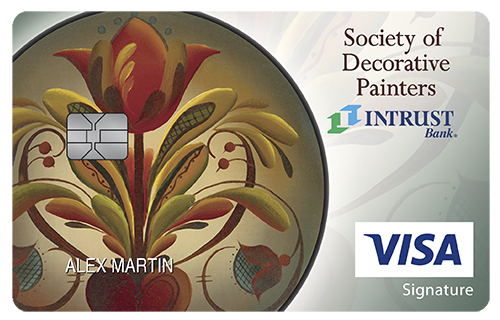 Society of
Decorative
Painters
INTRUST
Bank®
ALEX MARTIN
VISA
Signature